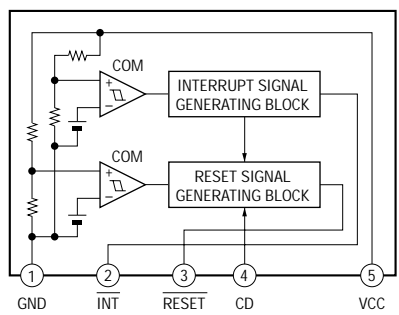 COM
+
−
INTERRUPT SIGNAL
GENERATING BLOCK
COM
+
−
RESET SIGNAL
GENERATING BLOCK
1 2 3 4 5
GND INT RESET CD VCC